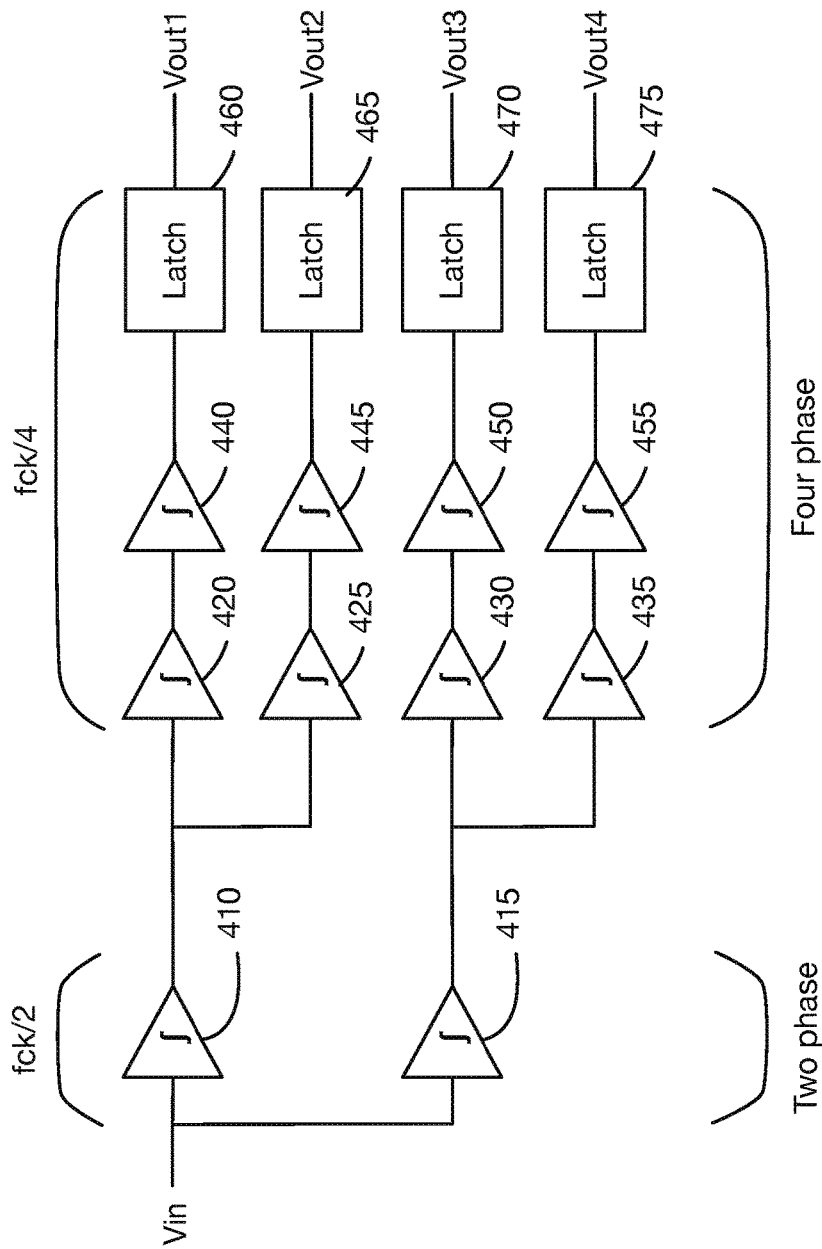 fck/2
fck/4
Vin
∫
∫
∫
Latch
Vout1
410
420
440
460
∫
∫
Latch
Vout2
425
445
465
∫
∫
∫
Latch
Vout3
415
430
450
470
∫
∫
Latch
Vout4
435
455
475
Two phase
Four phase